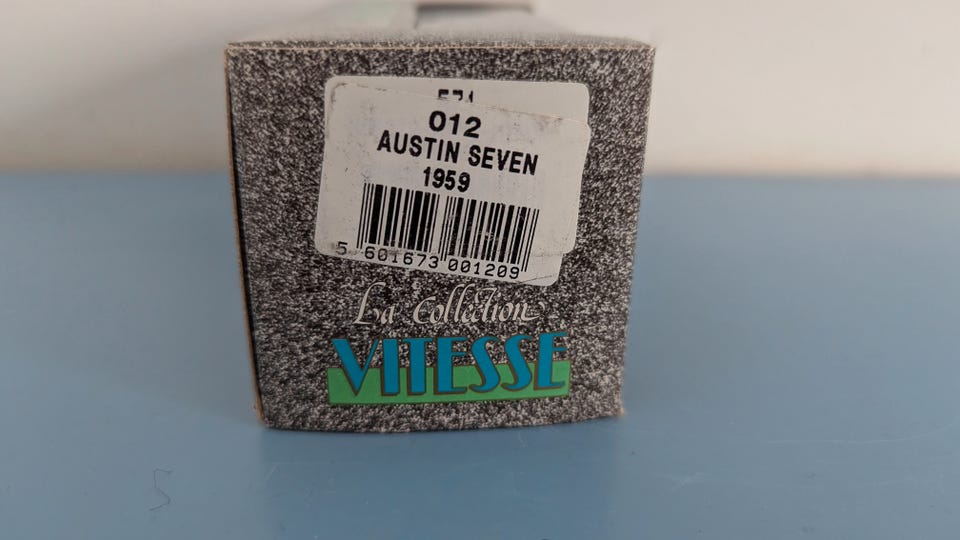 012
AUSTIN SEVEN
1959
5 601673 001209
La Collection
VITESSE